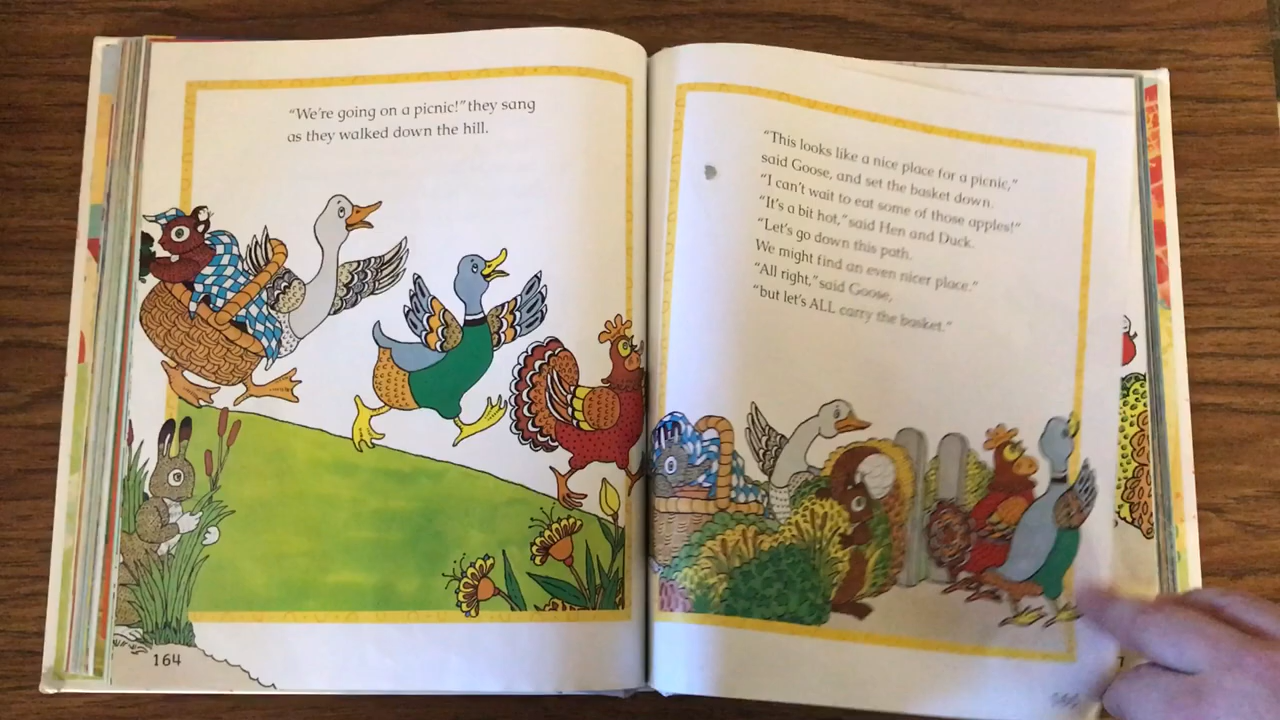 "We're going on a picnic!" they sang
as they walked down the hill.
164
"This looks like a nice place for a picnic,"
said Goose, and set the basket down.
"I can't wait to eat some of those apples!"
"It's a bit hot," said Hen and Duck.
"Let's go down this path.
We might find an even nicer place."
"All right," said Goose,
"but let's ALL carry the basket."